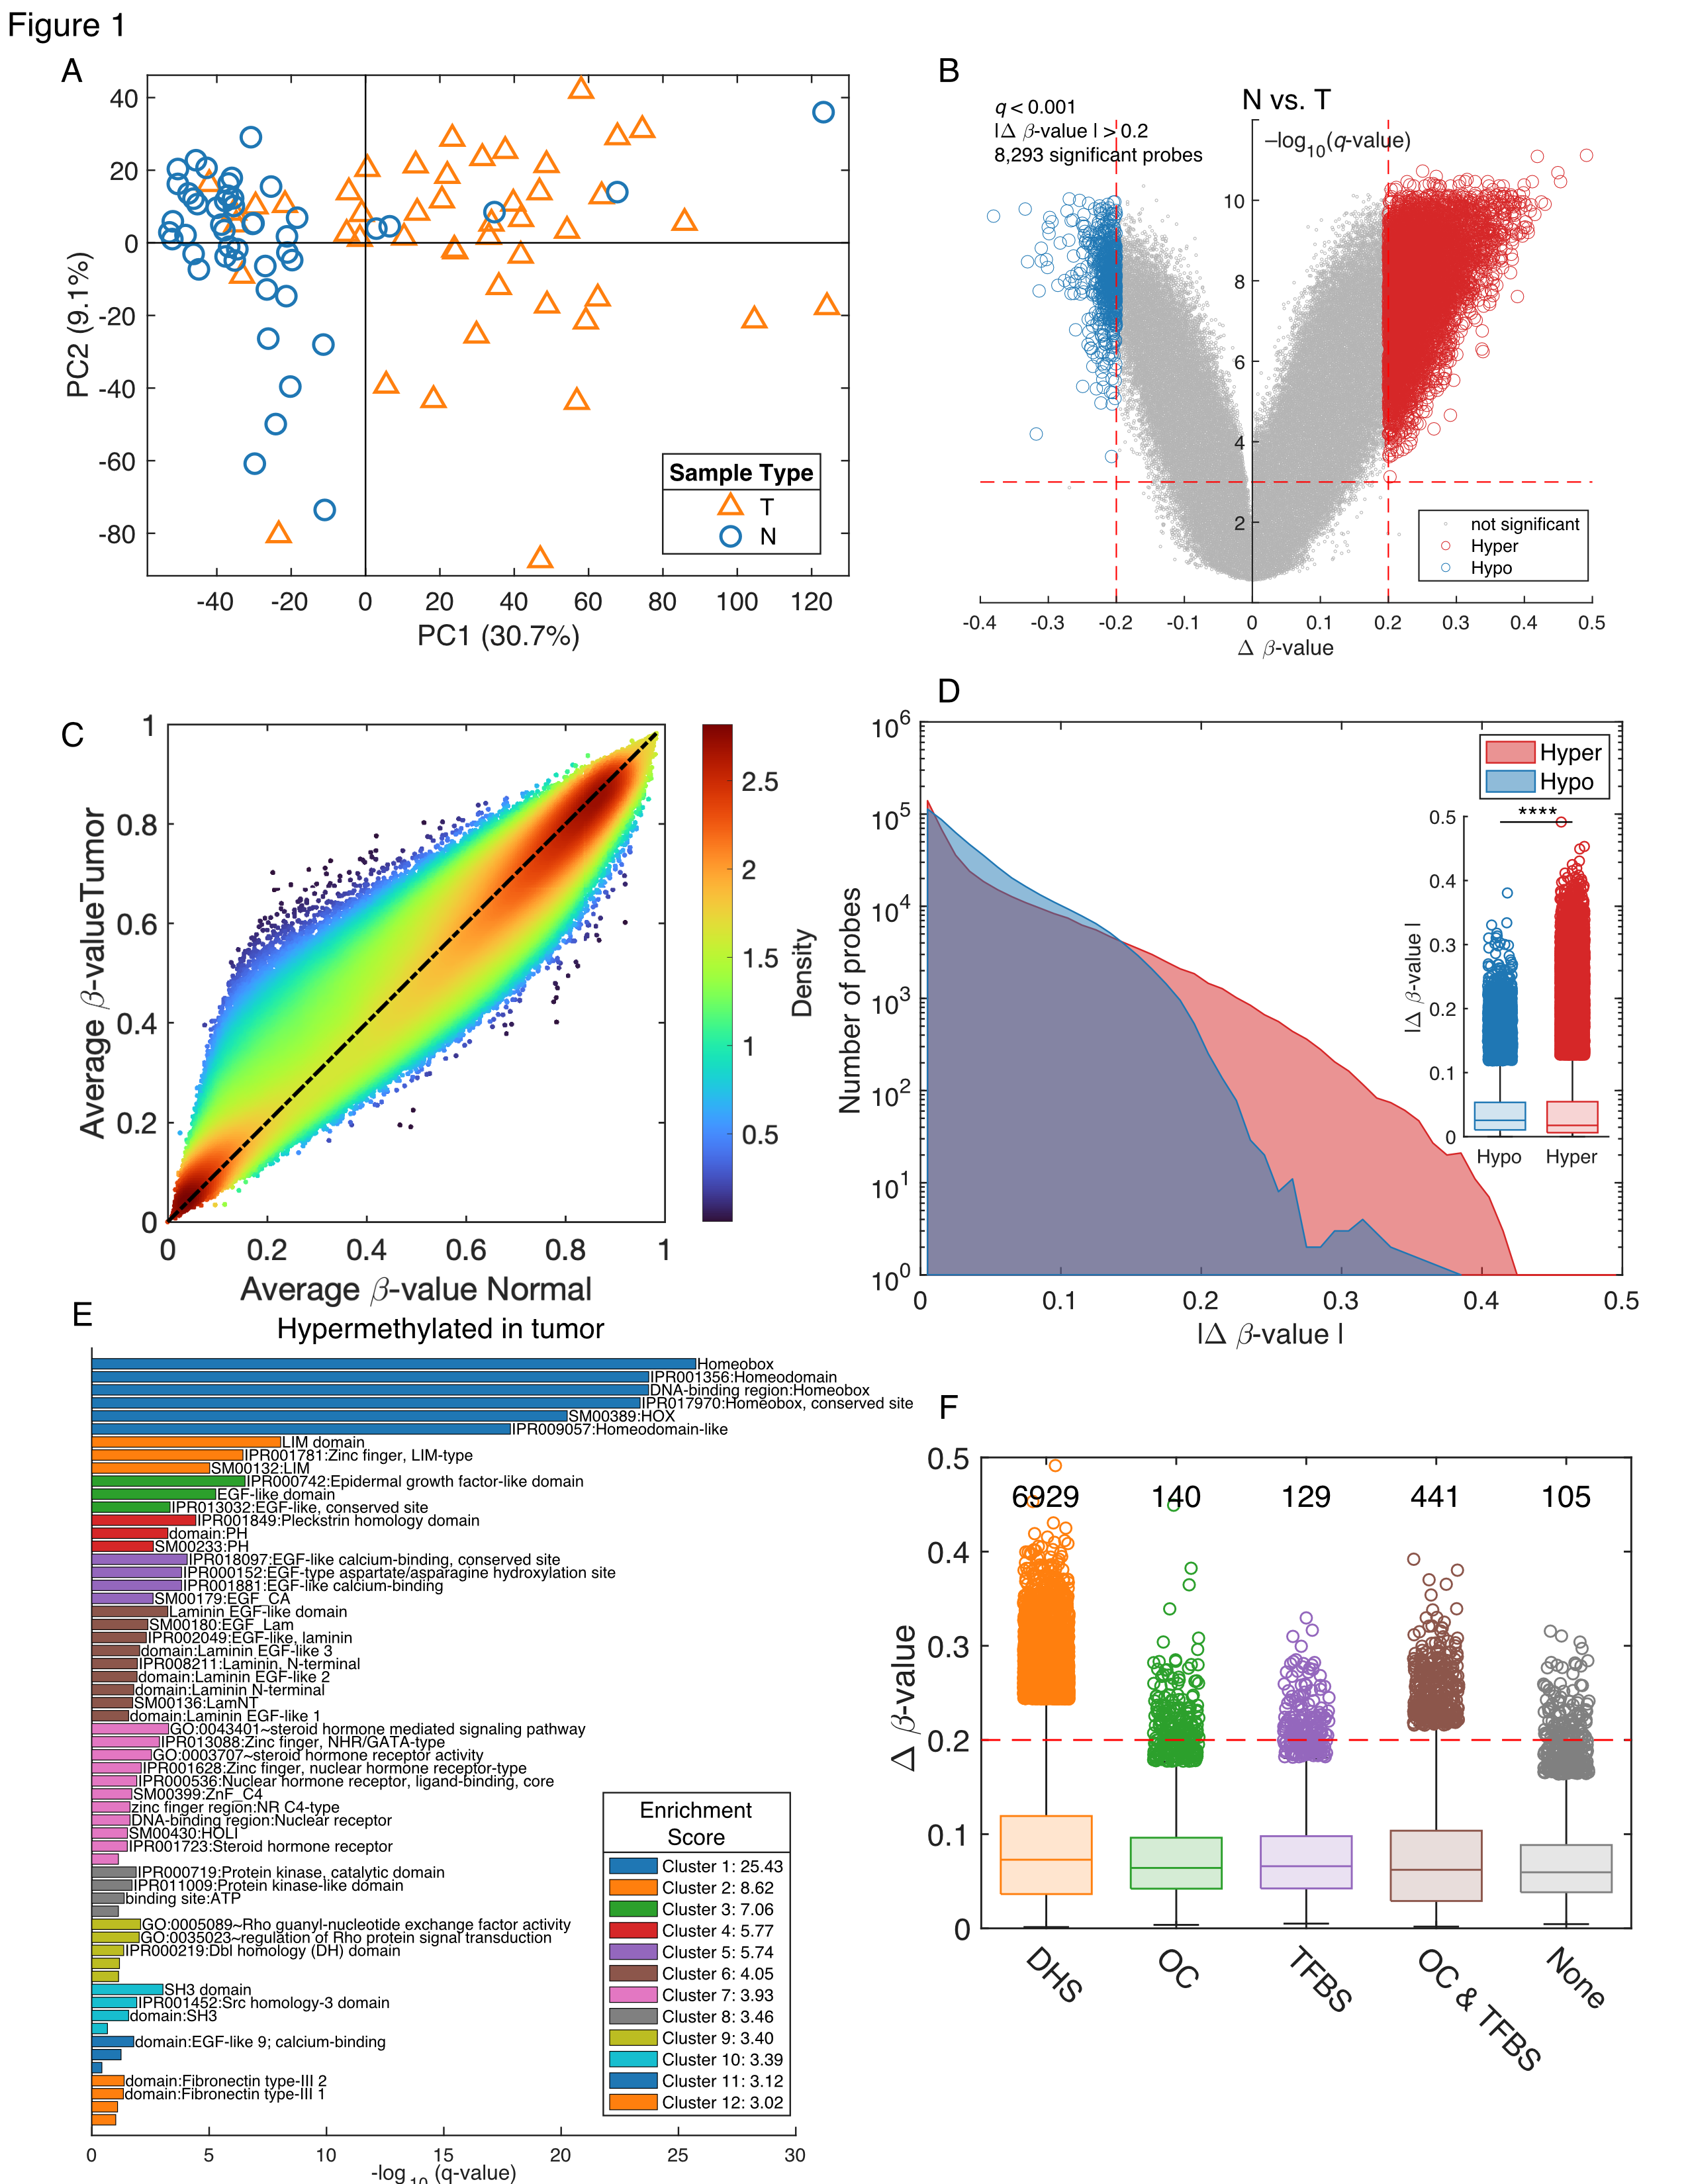 Figure 1
A
40
20
0
-20
-40
-60
-80
PC2 (9.1%)
-40
-20
0
20
40
60
80
100
120
PC1 (30.7%)
Sample Type
T
N
B
N vs. T
q < 0.001
|Δ β-value | > 0.2
8,293 significant probes
−log10(q-value)
10
8
6
4
2
not significant
Hyper
Hypo
-0.4
-0.3
-0.2
-0.1
0
0.1
0.2
0.3
0.4
0.5
Δ β-value
C
1
0.8
0.6
0.4
0.2
0
Average β-valueTumor
0
0.2
0.4
0.6
0.8
1
Average β-value Normal
2.5
2
1.5
1
0.5
Density
D
10^6
10^5
10^4
10^3
10^2
10^1
10^0
Number of probes
0
0.1
0.2
0.3
0.4
0.5
|Δ β-value |
Hyper
Hypo
****
0.5
0.4
0.3
0.2
0.1
0
|Δ β-value |
Hypo
Hyper
E
Hypermethylated in tumor
Homeobox
IPR001356:Homeodomain
DNA-binding region:Homeobox
IPR017970:Homeobox, conserved site
SM00389:HOX
IPR009057:Homeodomain-like
LIM domain
IPR001781:Zinc finger, LIM-type
SM00132:LIM
IPR000742:Epidermal growth factor-like domain
EGF-like domain
IPR013032:EGF-like, conserved site
IPR001849:Pleckstrin homology domain
domain:PH
SM00233:PH
IPR018097:EGF-like calcium-binding, conserved site
IPR000152:EGF-type aspartate/asparagine hydroxylation site
IPR001881:EGF-like calcium-binding
SM00179:EGF_CA
Laminin EGF-like domain
SM00180:EGF_Lam
IPR002049:EGF-like, laminin
domain:Laminin EGF-like 3
IPR008211:Laminin, N-terminal
domain:Laminin EGF-like 2
domain:Laminin N-terminal
SM00136:LamNT
domain:Laminin EGF-like 1
GO:0043401~steroid hormone mediated signaling pathway
IPR013088:Zinc finger, NHR/GATA-type
GO:0003707~steroid hormone receptor activity
IPR001628:Zinc finger, nuclear hormone receptor-type
IPR000536:Nuclear hormone receptor, ligand-binding, core
SM00399:ZnF_C4
zinc finger region:NR C4-type
DNA-binding region:Nuclear receptor
SM00430:HOLI
IPR001723:Steroid hormone receptor
IPR000719:Protein kinase, catalytic domain
IPR011009:Protein kinase-like domain
binding site:ATP
GO:0005089~Rho guanyl-nucleotide exchange factor activity
GO:0035023~regulation of Rho protein signal transduction
IPR000219:Dbl homology (DH) domain
SH3 domain
IPR001452:Src homology-3 domain
domain:SH3
domain:EGF-like 9; calcium-binding
domain:Fibronectin type-III 2
domain:Fibronectin type-III 1
Enrichment
Score
Cluster 1: 25.43
Cluster 2: 8.62
Cluster 3: 7.06
Cluster 4: 5.77
Cluster 5: 5.74
Cluster 6: 4.05
Cluster 7: 3.93
Cluster 8: 3.46
Cluster 9: 3.40
Cluster 10: 3.39
Cluster 11: 3.12
Cluster 12: 3.02
0
5
10
15
20
25
30
-log10 (q-value)
F
0.5
0.4
0.3
0.2
0.1
0
Δ β-value
6929
140
129
441
105
DHS
OC
TFBS
OC & TFBS
None